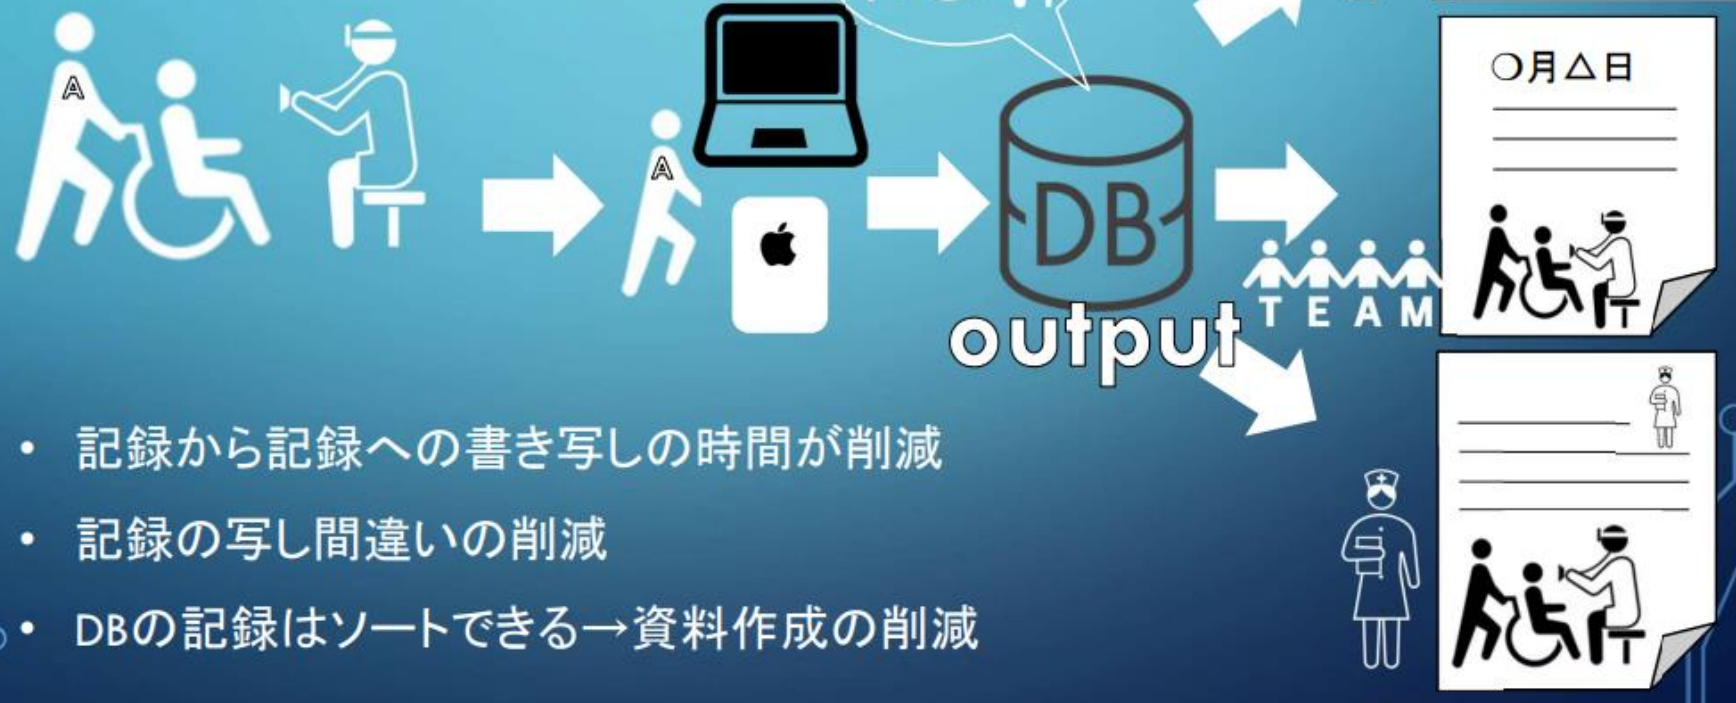 A
A
DB
output
TEAM
〇月△日
• 記録から記録への書き写しの時間が削減
• 記録の写し間違いの削減
• DBの記録はソートできる→資料作成の削減